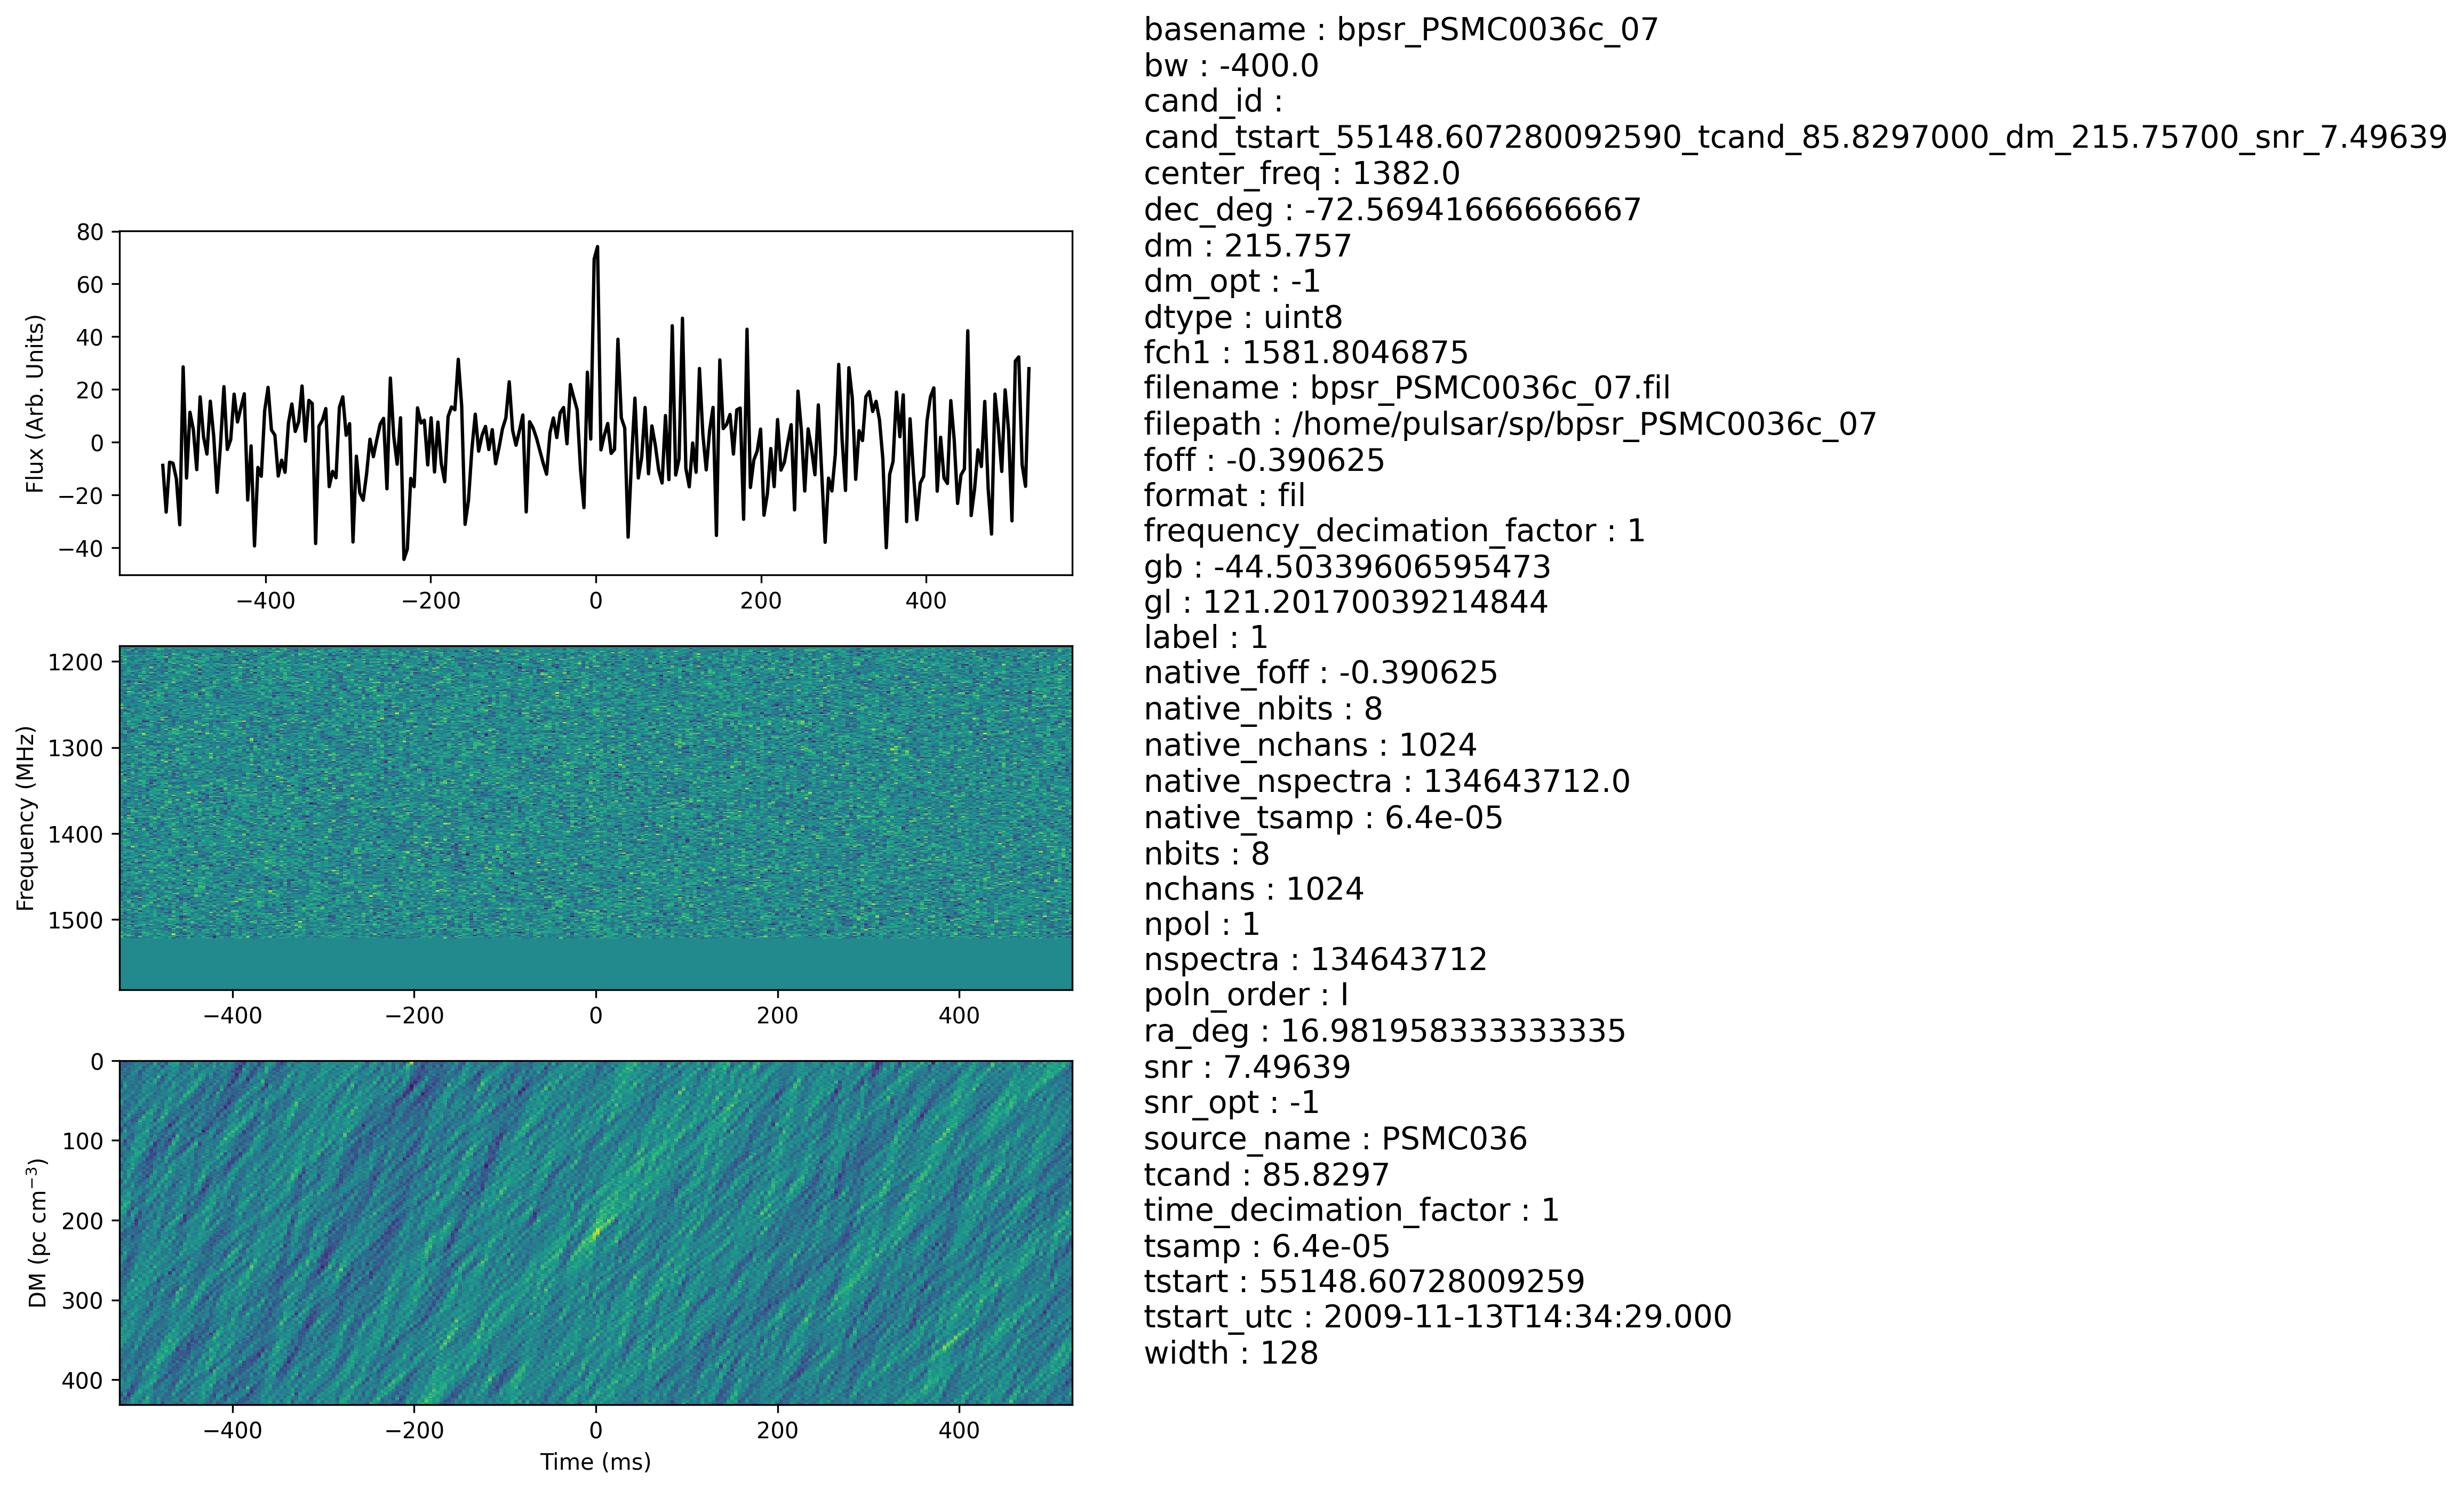 basename : bpsr_PSMC0036c_07
bw : -400.0
cand_id :
cand_tstart_55148.607280092590_tcand_85.8297000_dm_215.75700_snr_7.49639
center_freq : 1382.0
dec_deg : -72.56941666666667
dm : 215.757
dm_opt : -1
dtype : uint8
fch1 : 1581.8046875
filename : bpsr_PSMC0036c_07.fil
filepath : /home/pulsar/sp/bpsr_PSMC0036c_07
foff : -0.390625
format : fil
frequency_decimation_factor : 1
gb : -44.50339606595473
gl : 121.20170039214844
label : 1
native_foff : -0.390625
native_nbits : 8
native_nchans : 1024
native_nspectra : 134643712.0
native_tsamp : 6.4e-05
nbits : 8
nchans : 1024
npol : 1
nspectra : 134643712
poln_order : I
ra_deg : 16.981958333333335
snr : 7.49639
snr_opt : -1
source_name : PSMC036
tcand : 85.8297
time_decimation_factor : 1
tsamp : 6.4e-05
tstart : 55148.60728009259
tstart_utc : 2009-11-13T14:34:29.000
width : 128
Flux (Arb. Units)
80
60
40
20
0
−20
−40
−400 −200 0 200 400
Frequency (MHz)
1200
1300
1400
1500
−400 −200 0 200 400
DM (pc cm⁻³)
0
100
200
300
400
−400 −200 0 200 400
Time (ms)